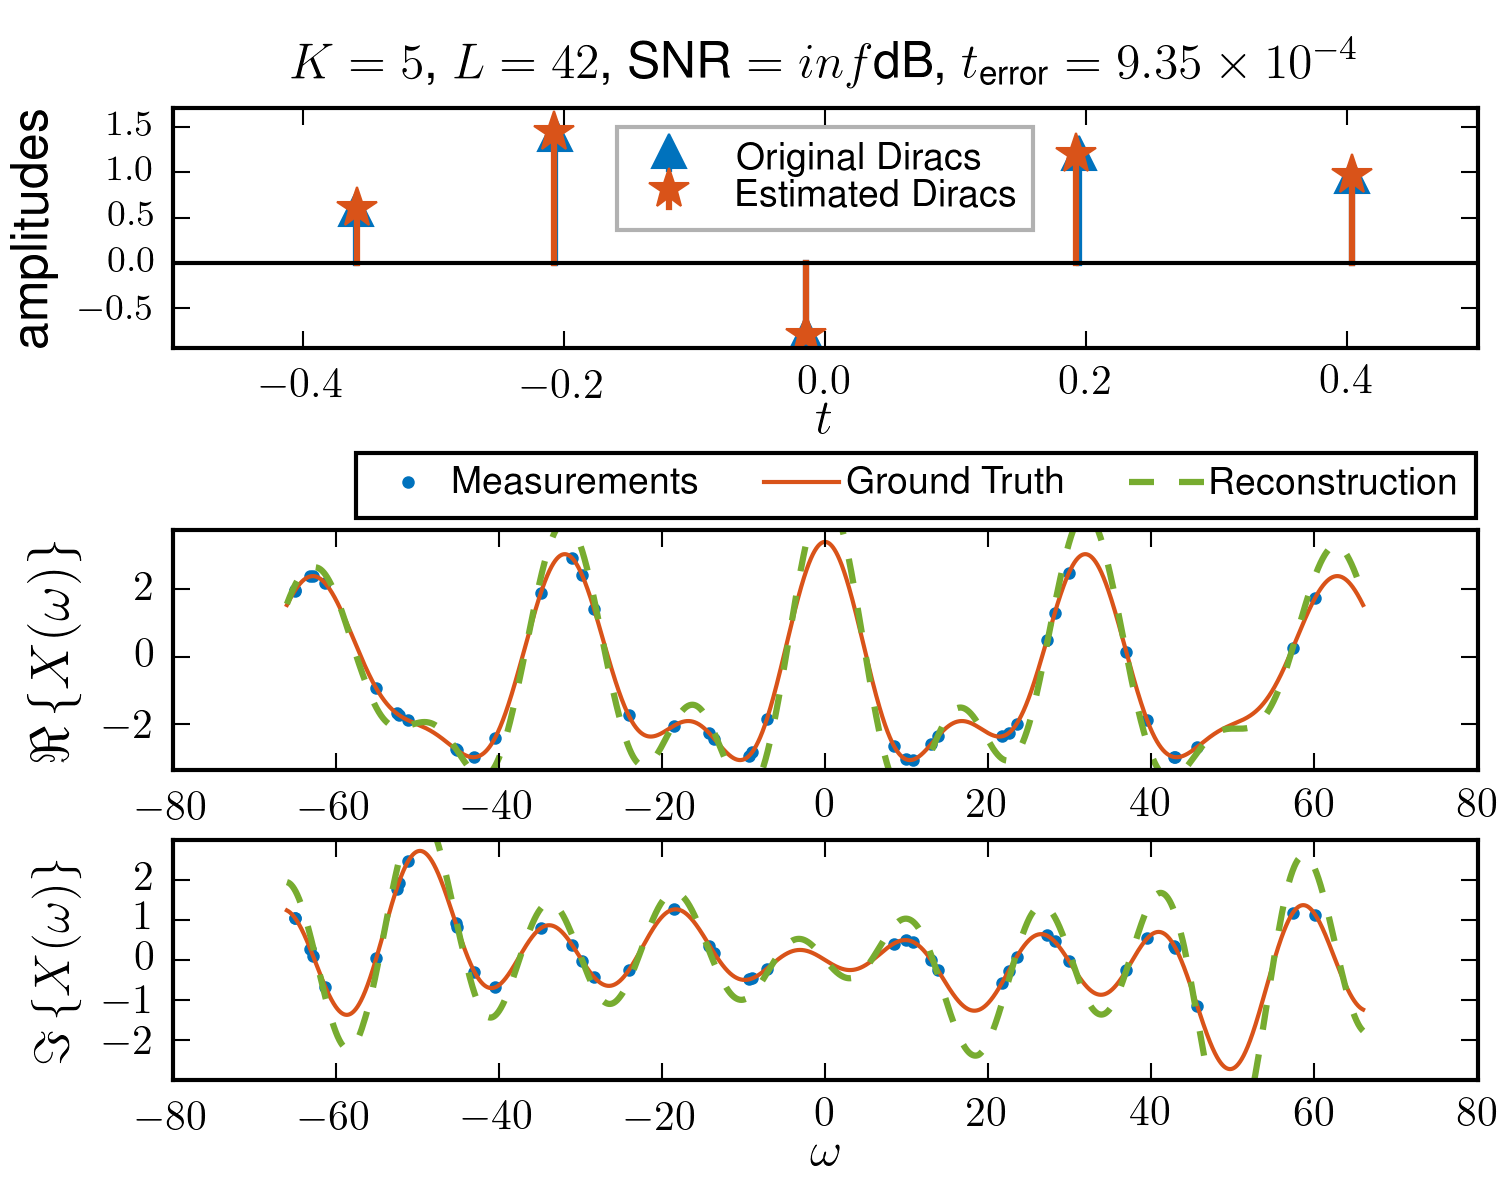 K = 5, L = 42, SNR = infdB, t_error = 9.35 × 10^−4
amplitudes
1.5
1.0
0.5
0.0
−0.5
Original Diracs
Estimated Diracs
−0.4 −0.2 0.0 0.2 0.4
t
Measurements Ground Truth Reconstruction
ℜ{X(ω)}
2
0
−2
−80 −60 −40 −20 0 20 40 60 80
ℑ{X(ω)}
2
1
0
−1
−2
−80 −60 −40 −20 0 20 40 60 80
ω